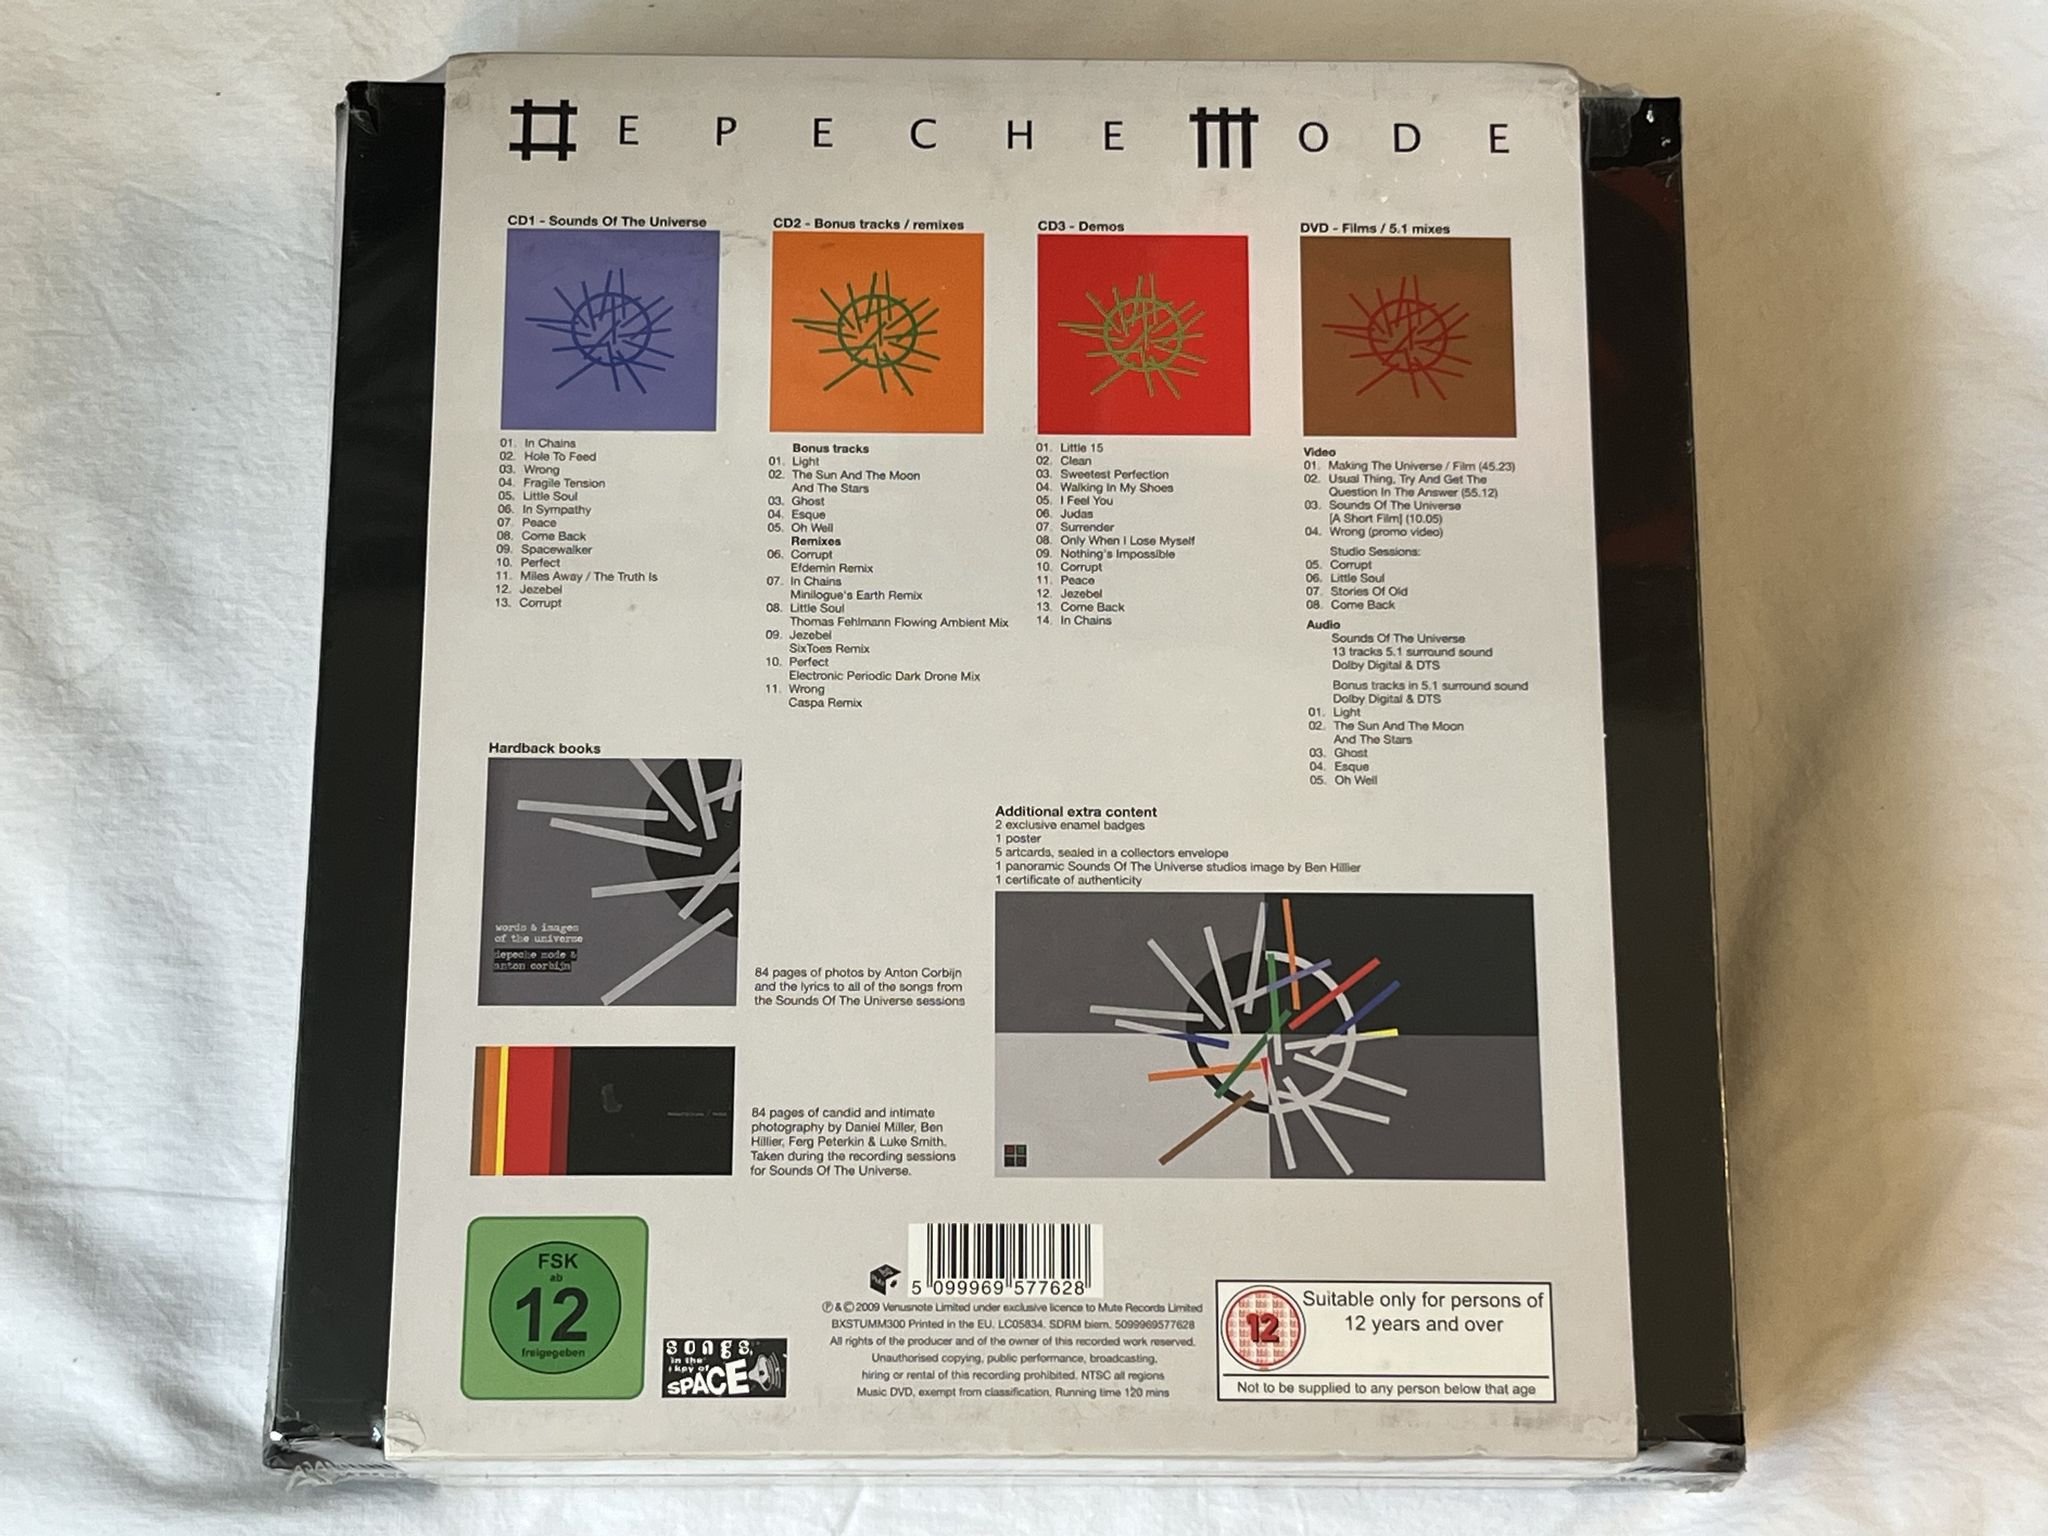 DEPECHE MODE
CD1 - Sounds Of The Universe
01. In Chains
02. Hole To Feed
03. Wrong
04. Fragile Tension
05. Little Soul
06. In Sympathy
07. Peace
08. Come Back
09. Spacewalker
10. Perfect
11. Miles Away / The Truth Is
12. Jezebel
13. Corrupt
CD2 - Bonus tracks / remixes
Bonus tracks
01. Light
02. The Sun And The Moon
And The Stars
03. Ghost
04. Esque
05. Oh Well
Remixes
06. Corrupt
Efdemin Remix
07. In Chains
Minilogue's Earth Remix
08. Little Soul
Thomas Fehlmann Flowing Ambient Mix
09. Jezebel
SixToes Remix
10. Perfect
Electronic Periodic Dark Drone Mix
11. Wrong
Caspa Remix
CD3 - Demos
01. Little 15
02. Clean
03. Sweetest Perfection
04. Walking In My Shoes
05. I Feel You
06. Judas
07. Surrender
08. Only When I Lose Myself
09. Nothing's Impossible
10. Corrupt
11. Peace
12. Jezebel
13. Come Back
14. In Chains
DVD - Films / 5.1 mixes
Video
01. Making The Universe / Film (45.23)
02. Usual Thing, Try And Get The
Question In The Answer (55.12)
03. Sounds Of The Universe
[A Short Film] (10.05)
04. Wrong (promo video)
Studio Sessions:
05. Corrupt
06. Little Soul
07. Stories Of Old
08. Come Back
Audio
Sounds Of The Universe
13 tracks 5.1 surround sound
Dolby Digital & DTS
Bonus tracks in 5.1 surround sound
Dolby Digital & DTS
01. Light
02. The Sun And The Moon
And The Stars
03. Ghost
04. Esque
05. Oh Well
Hardback books
words & images
of the universe
depeche mode &
anton corbijn
84 pages of photos by Anton Corbijn
and the lyrics to all of the songs from
the Sounds Of The Universe sessions
84 pages of candid and intimate
photography by Daniel Miller, Ben
Hillier, Ferg Peterkin & Luke Smith.
Taken during the recording sessions
for Sounds Of The Universe.
Additional extra content
2 exclusive enamel badges
1 poster
5 artcards, sealed in a collectors envelope
1 panoramic Sounds Of The Universe studios image by Ben Hillier
1 certificate of authenticity
FSK
ab
12
freigegeben
songs
in the
key of
SPACE
5 099969 577628
℗ & © 2009 Venusnote Limited under exclusive licence to Mute Records Limited
BXSTUMM300 Printed in the EU. LC05834. SDRM biem. 5099969577628
All rights of the producer and of the owner of this recorded work reserved.
Unauthorised copying, public performance, broadcasting,
hiring or rental of this recording prohibited. NTSC all regions
Music DVD, exempt from classification, Running time 120 mins
12
Suitable only for persons of
12 years and over
Not to be supplied to any person below that age